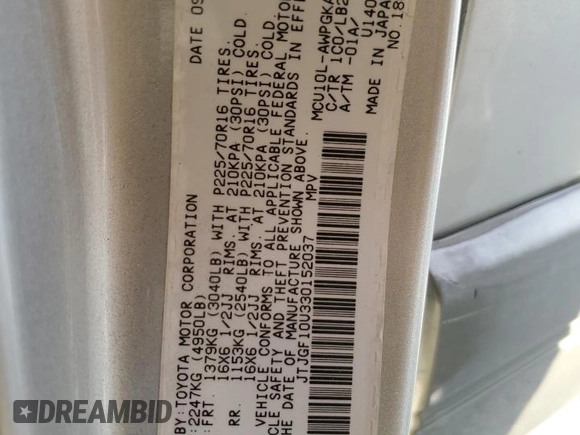 DATE 09
BY: TOYOTA MOTOR CORPORATION
:2247KG (4950LB)
:FRT. 1379KG (3040LB) WITH P225/70R16 TIRES.
16X6 1/2JJ RIMS. AT 210KPA (30PSI) COLD.
RR. 1153KG (2540LB) WITH P225/70R16 TIRES.
16X6 1/2JJ RIMS. AT 210KPA (30PSI) COLD.
VEHICLE CONFORMS TO ALL APPLICABLE FEDERAL MOTOR
CLE SAFETY AND THEFT PREVENTION STANDARDS IN EFFE
THE DATE OF MANUFACTURE SHOWN ABOVE.
JTJGF10U330152037 MPV
MCU10L-AWPGKA
C/TR 1C0/LB2
A/TM -01A/
U140
MADE IN JAPAN
NO.18
DREAMBID